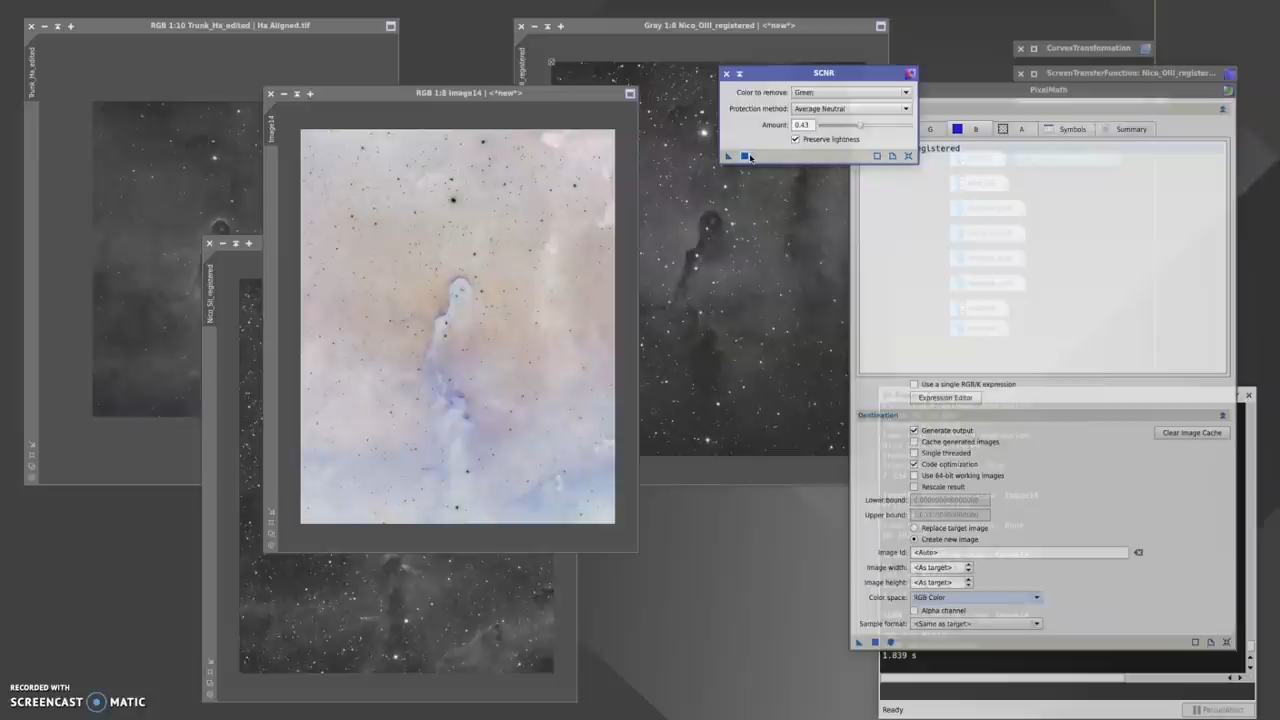 RGB 1:10 Trunk_Ha_edited | Ha Aligned.tif
Trunk_Ha_edited
Gray 1:8 Nico_OIII_registered | <*new*>
CurvesTransformation
ScreenTransferFunction: Nico_OIII_register...
PixelMath
SCNR
Color to remove: Green
Protection method: Average Neutral
Amount: 0.43
Preserve lightness
RGB 1:8 Image14 | <*new*>
Image14
Nico_SII_registered
G
B
A
Symbols
Summary
Use a single RGB/K expression
Expression Editor
Destination
Generate output
Clear Image Cache
Cache generated images
Single threaded
Code optimization
Use 64-bit working images
Rescale result
Lower bound:
Upper bound:
Replace target image
Create new image
Image Id: <Auto>
Image width: <As target>
Image height: <As target>
Color space: RGB Color
Alpha channel
Sample format: <Same as target>
1.839 s
Ready
Pause/Abort
RECORDED WITH
SCREENCAST MATIC